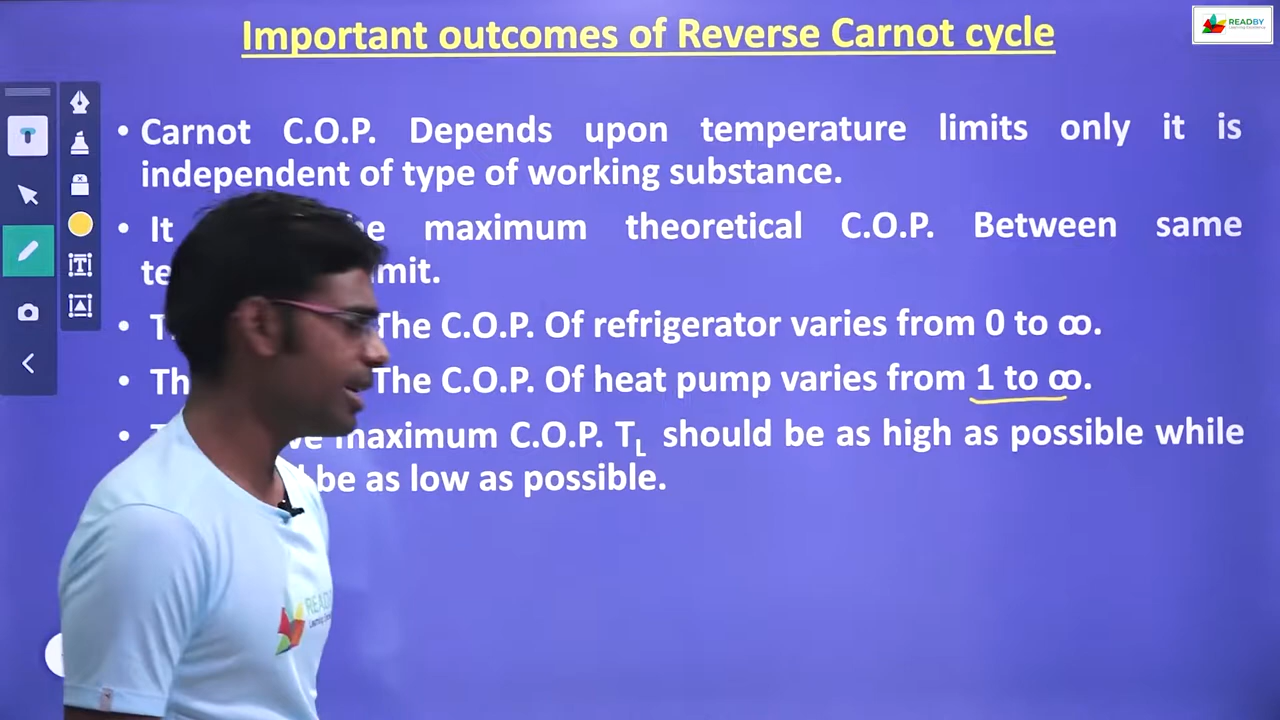 Important outcomes of Reverse Carnot cycle
READBY
Learning Excellence
• Carnot C.O.P. Depends upon temperature limits only it is
independent of type of working substance.
• It maximum theoretical C.O.P. Between same
• The C.O.P. Of refrigerator varies from 0 to ∞.
• The C.O.P. Of heat pump varies from 1 to ∞.
• maximum C.O.P. TL should be as high as possible while
be as low as possible.